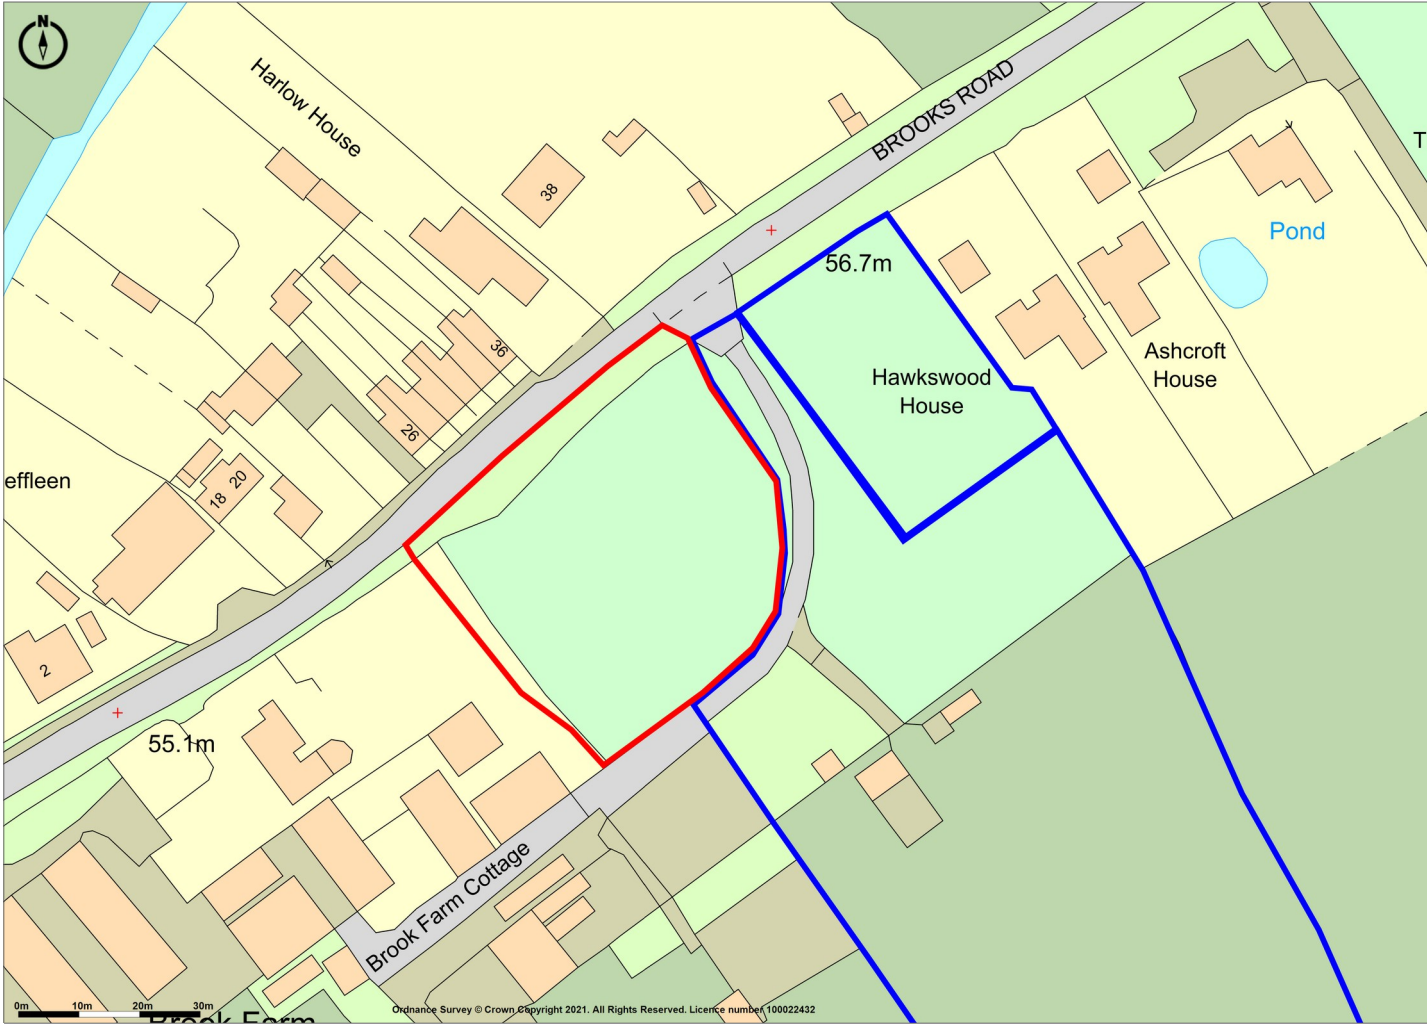 N
Harlow House
BROOKS ROAD
38
T
Pond
56.7m
36
Ashcroft
House
Hawkswood
House
26
effleen
20
18
2
55.1m
Brook Farm Cottage
0m 10m 20m 30m
Ordnance Survey © Crown Copyright 2021. All Rights Reserved. Licence number 100022432
Brook Farm